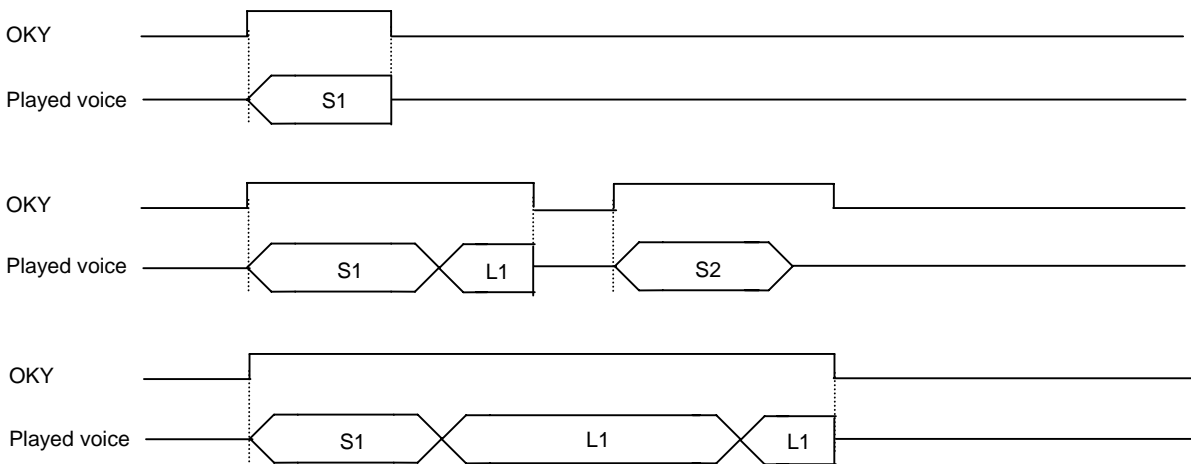 OKY
Played voice S1
OKY
Played voice S1 L1 S2
OKY
Played voice S1 L1 L1